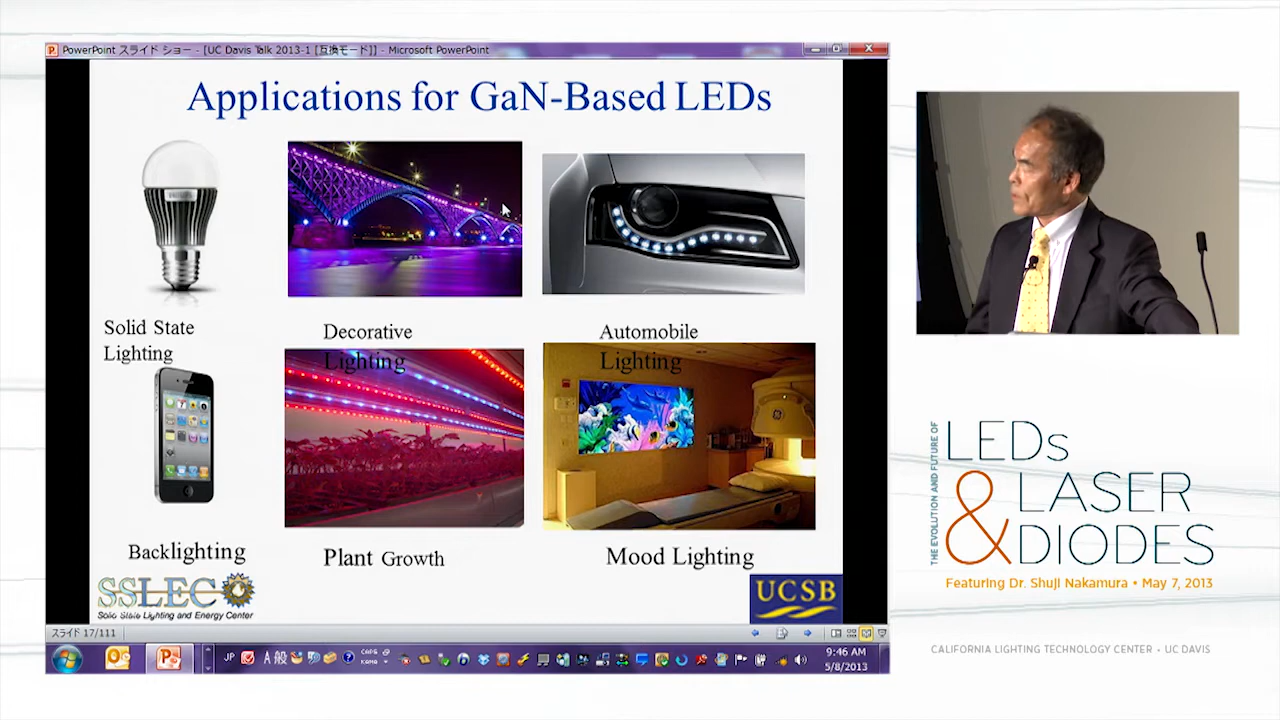 PowerPoint スライド ショー - [UC Davis Talk 2013-1 [互換モード]] - Microsoft PowerPoint
Applications for GaN-Based LEDs
Solid State
Lighting
Decorative
Lighting
Automobile
Lighting
Backlighting
Plant Growth
Mood Lighting
SSLEC
Solid State Lighting and Energy Center
UCSB
スライド 17/111
JP
A 般
CAPS
KANA
9:46 AM
5/8/2013
THE EVOLUTION AND FUTURE OF
LEDs
& LASER
DIODES
Featuring Dr. Shuji Nakamura • May 7, 2013
CALIFORNIA LIGHTING TECHNOLOGY CENTER • UC DAVIS